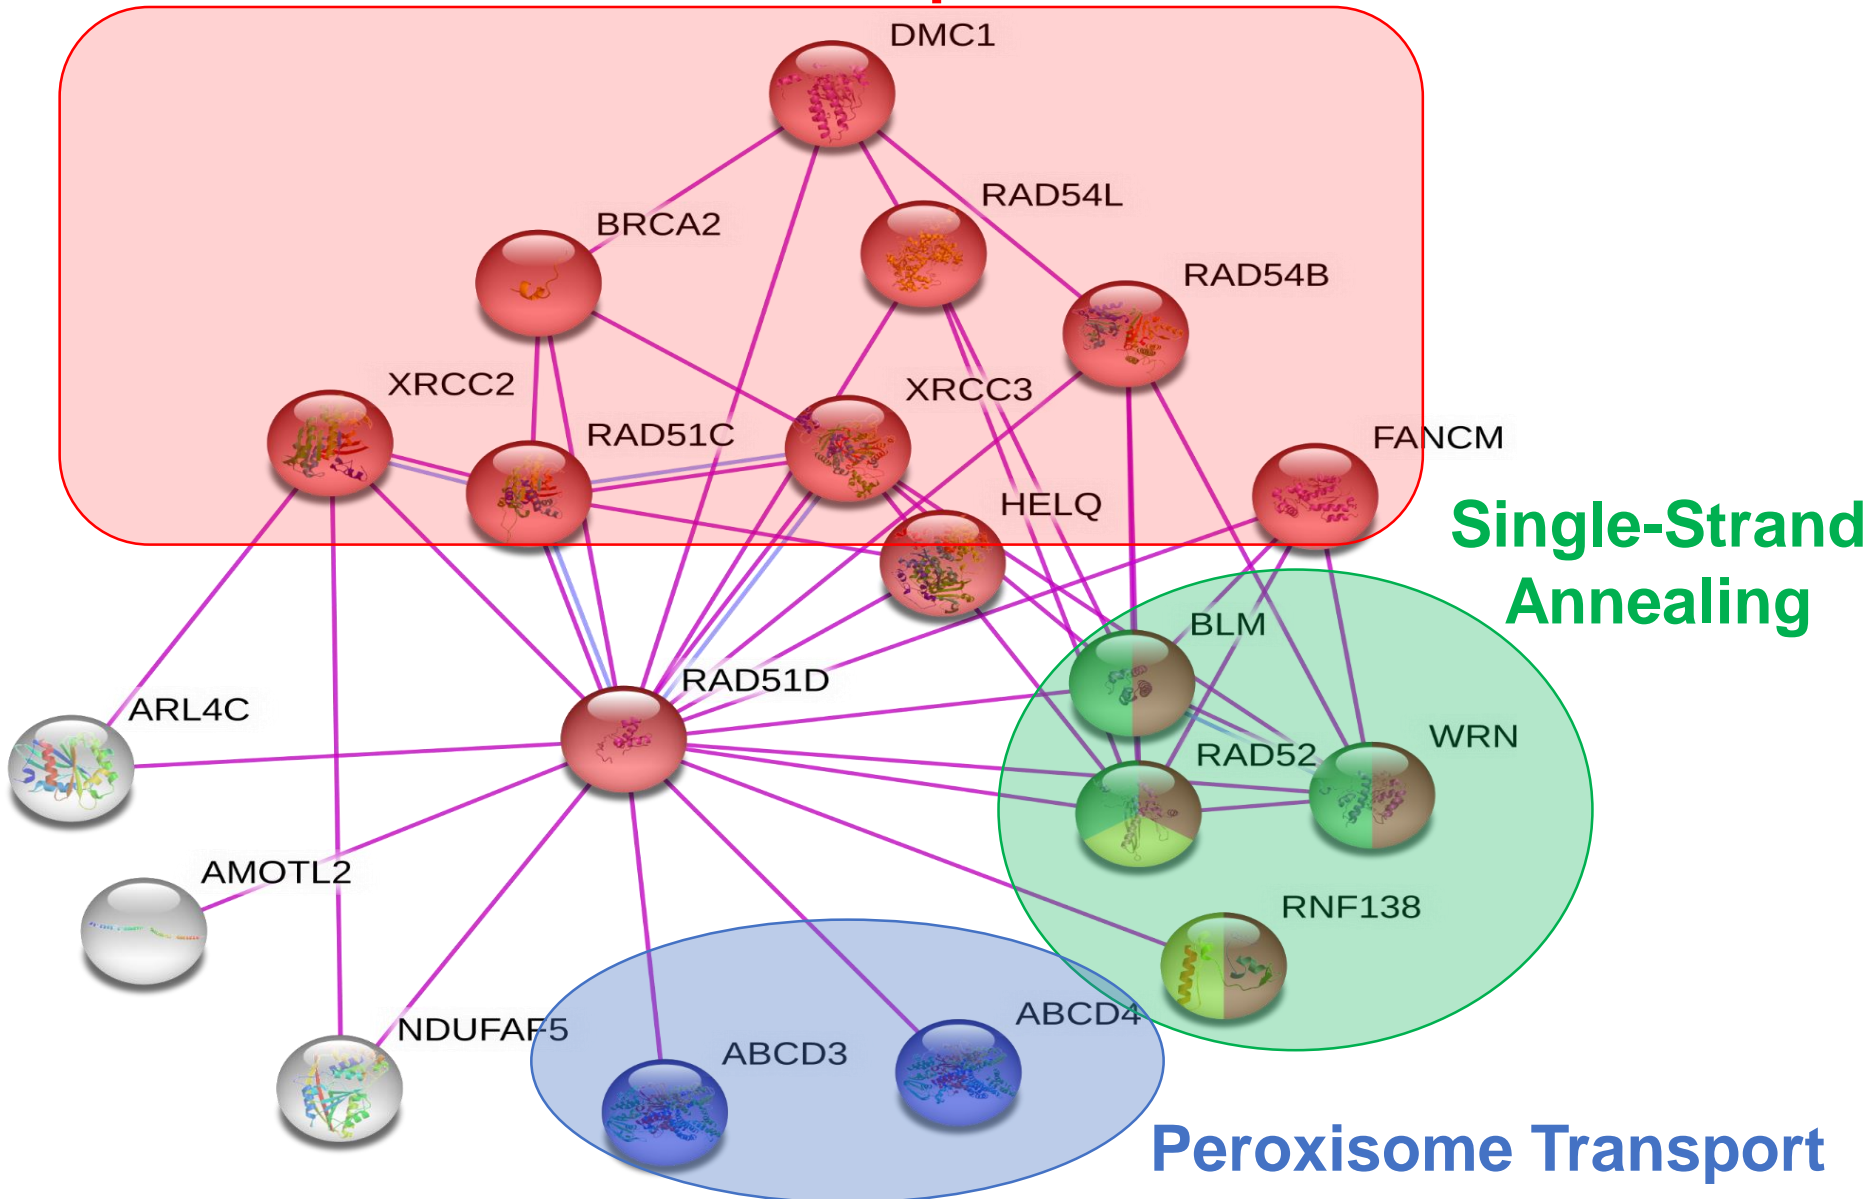 DMC1
RAD54L
BRCA2
RAD54B
XRCC2
XRCC3
RAD51C
FANCM
HELQ
Single-Strand
Annealing
BLM
RAD51D
ARL4C
WRN
RAD52
AMOTL2
RNF138
NDUFAF5
ABCD4
ABCD3
Peroxisome Transport